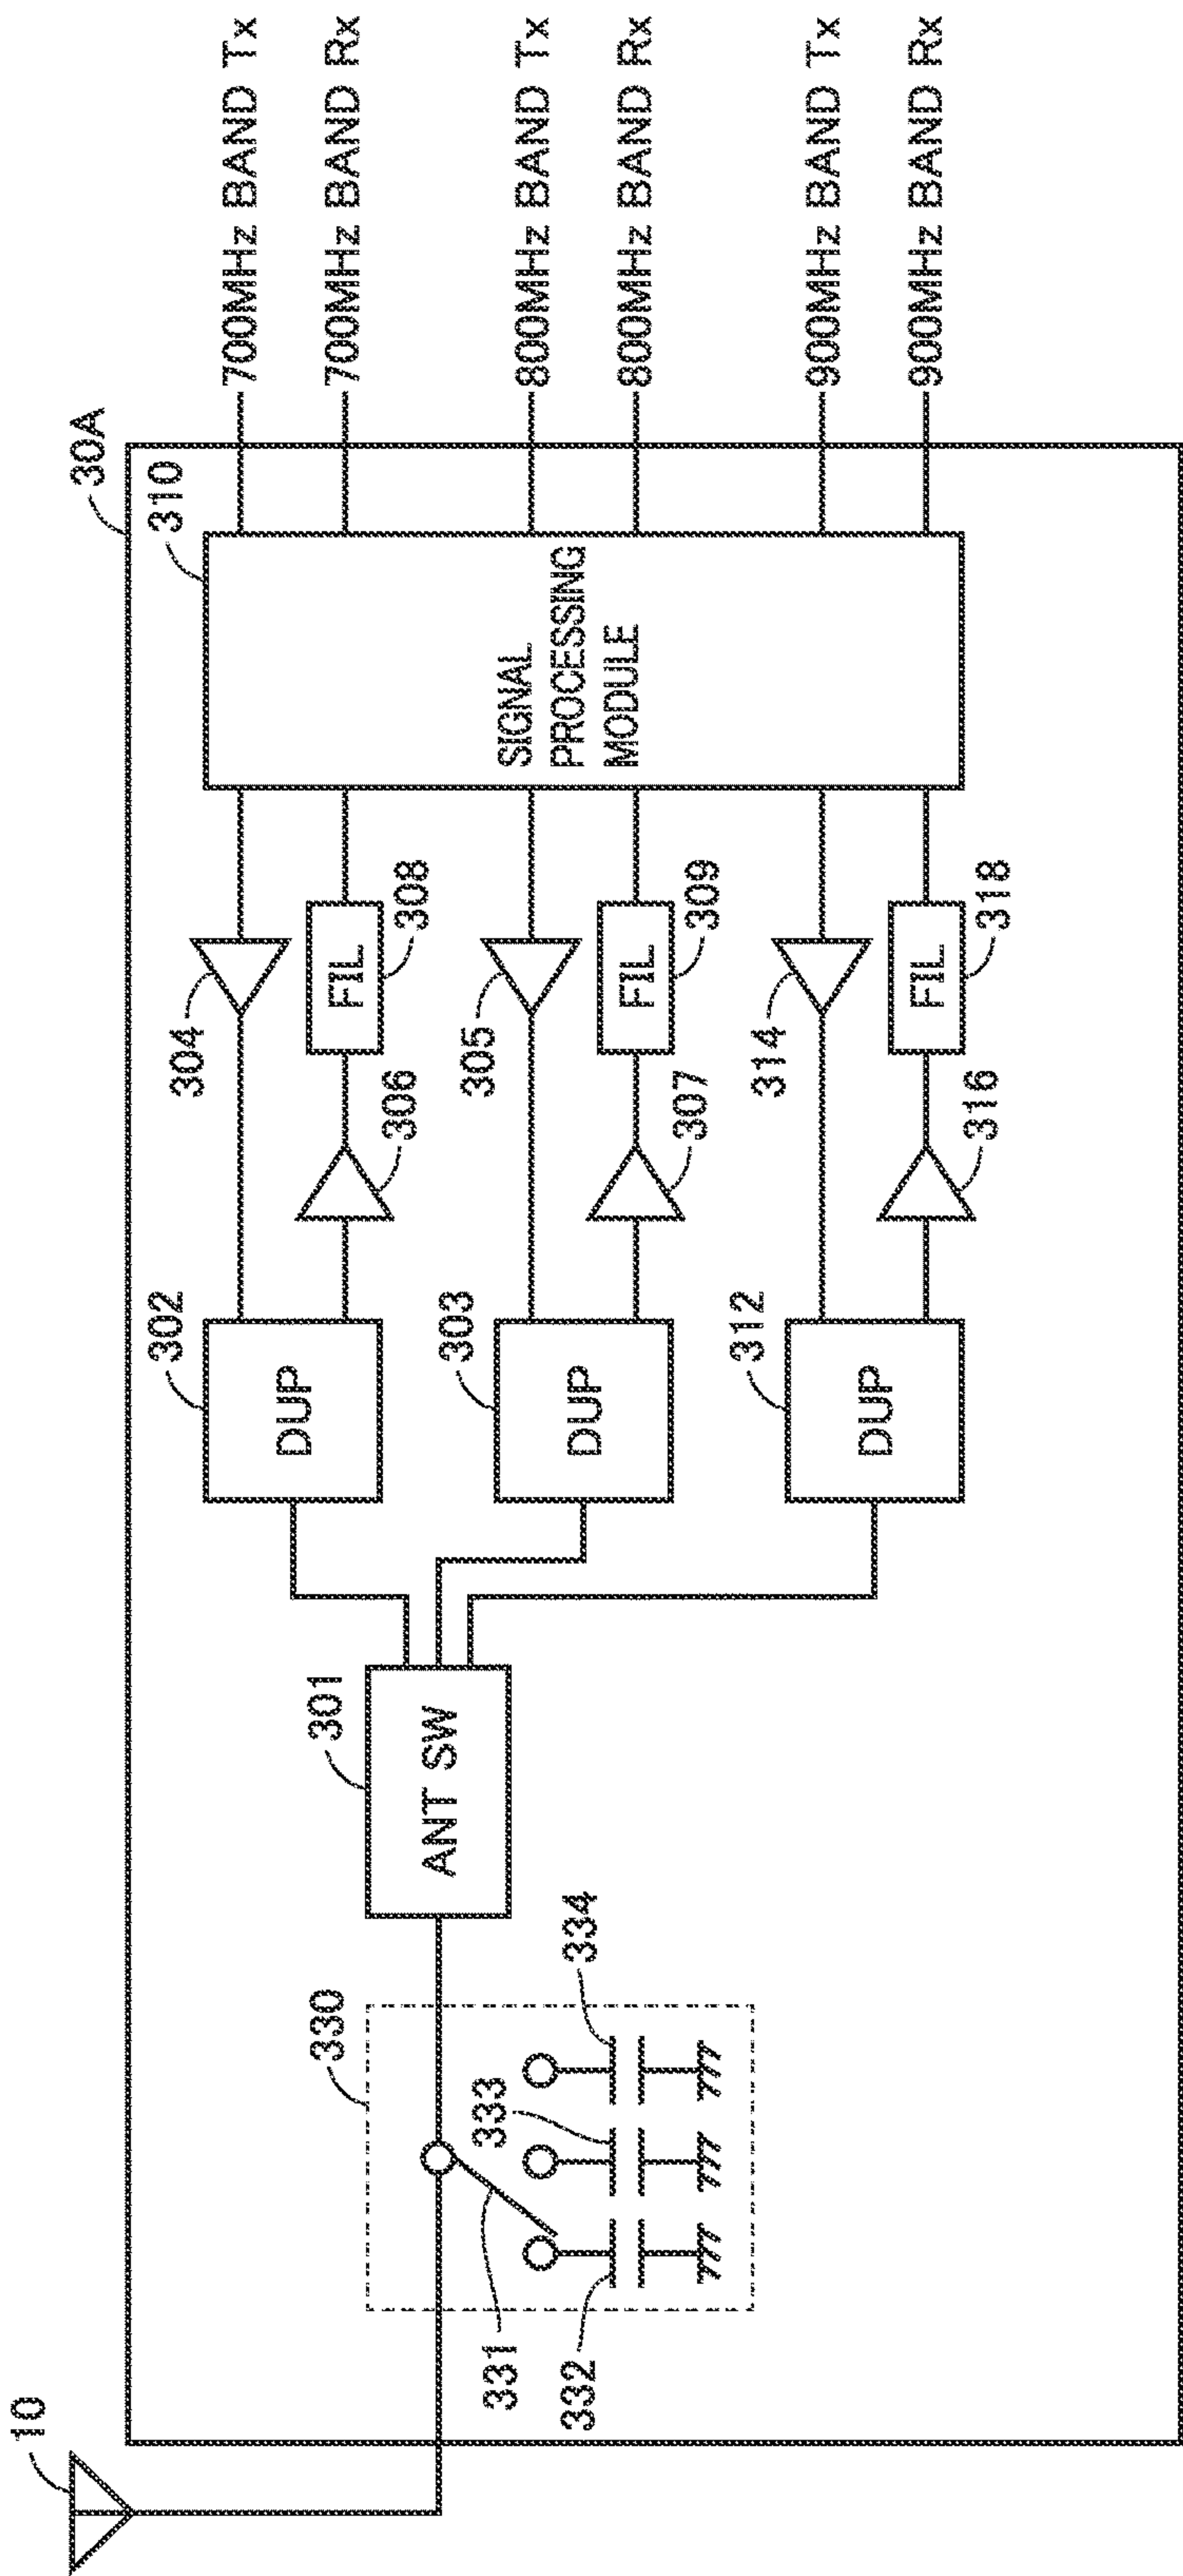 10
30A
330
331
332
333
334
301
ANT SW
302
DUP
303
DUP
312
DUP
304
306
FIL
308
305
307
FIL
309
314
316
FIL
318
310
SIGNAL
PROCESSING
MODULE
700MHz BAND Tx
700MHz BAND Rx
800MHz BAND Tx
800MHz BAND Rx
900MHz BAND Tx
900MHz BAND Rx